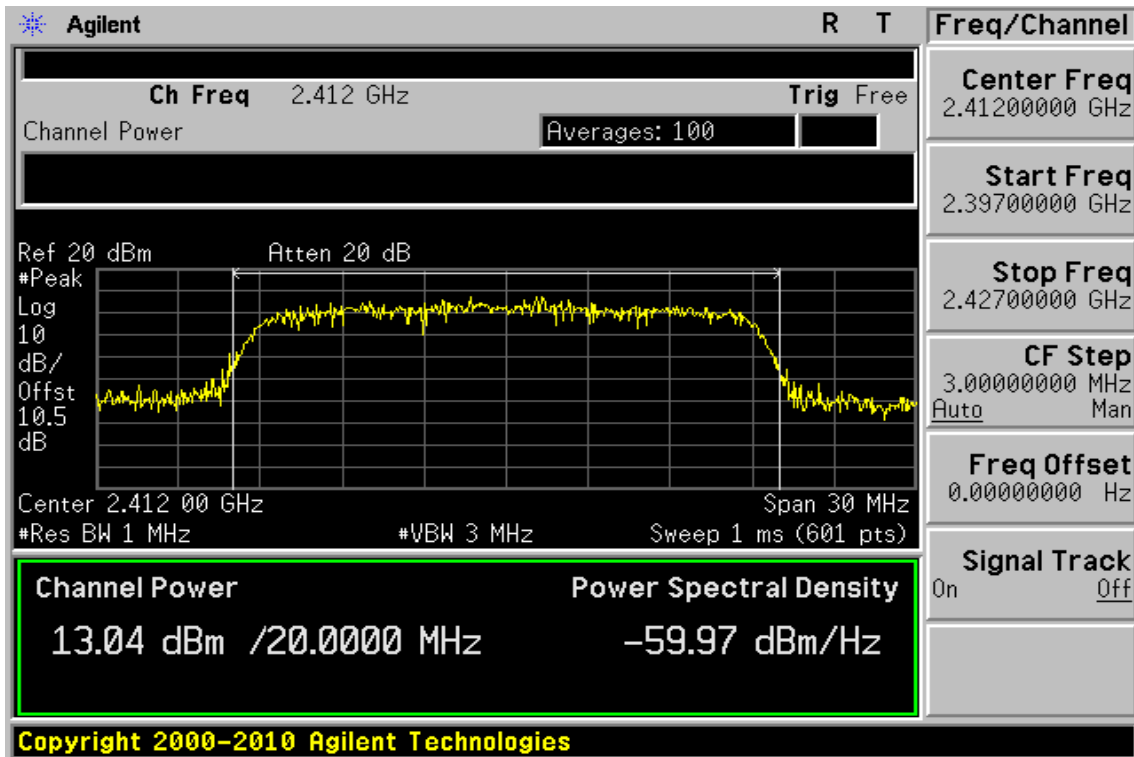 Agilent R T
Ch Freq 2.412 GHz Trig Free
Channel Power Averages: 100
Ref 20 dBm Atten 20 dB
#Peak
Log
10
dB/
Offst
10.5
dB
Center 2.412 00 GHz Span 30 MHz
#Res BW 1 MHz #VBW 3 MHz Sweep 1 ms (601 pts)
Channel Power Power Spectral Density
13.04 dBm /20.0000 MHz -59.97 dBm/Hz
Copyright 2000-2010 Agilent Technologies
Freq/Channel
Center Freq
2.41200000 GHz
Start Freq
2.39700000 GHz
Stop Freq
2.42700000 GHz
CF Step
3.00000000 MHz
Auto Man
Freq Offset
0.00000000 Hz
Signal Track
On Off